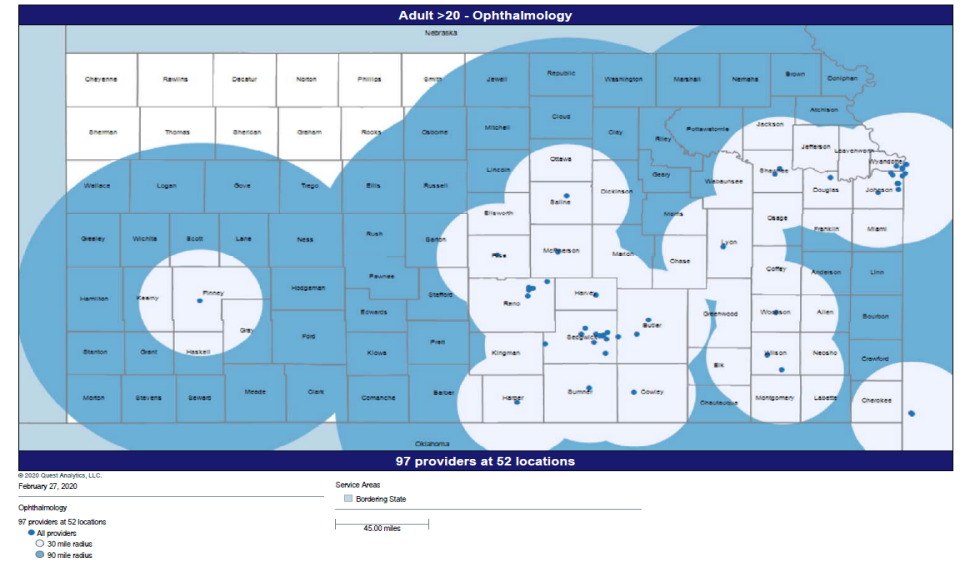 Adult >20 - Ophthalmology
Nebraska
Cheyenne Rawlins Decatur Norton Phillips Smith Jewell Republic Washington Marshall Nemaha Brown Doniphan
Atchison
Sherman Thomas Sheridan Graham Rooks Osborne Mitchell Cloud Clay Riley Pottawatomie Jackson
Jefferson Leavenworth
Ottawa
Wyandotte
Wallace Logan Gove Trego Ellis Russell Lincoln Dickinson Geary Wabaunsee Shawnee Douglas Johnson
Saline
Ellsworth Morris Osage
Greeley Wichita Scott Lane Ness Rush Barton Franklin Miami
Rice McPherson Marion Chase Lyon
Coffey Anderson Linn
Hamilton Kearny Finney Hodgeman Pawnee Stafford Reno Harvey
Edwards Greenwood Woodson Allen Bourbon
Gray Ford Sedgwick Butler
Stanton Grant Haskell Kiowa Pratt Kingman Elk Wilson Neosho Crawford
Morton Stevens Seward Meade Clark Comanche Barber Harper Sumner Cowley Chautauqua Montgomery Labette Cherokee
Oklahoma
97 providers at 52 locations
© 2020 Quest Analytics, LLC.
February 27, 2020
Service Areas
Bordering State
Ophthalmology
97 providers at 52 locations
45.00 miles
All providers
30 mile radius
90 mile radius